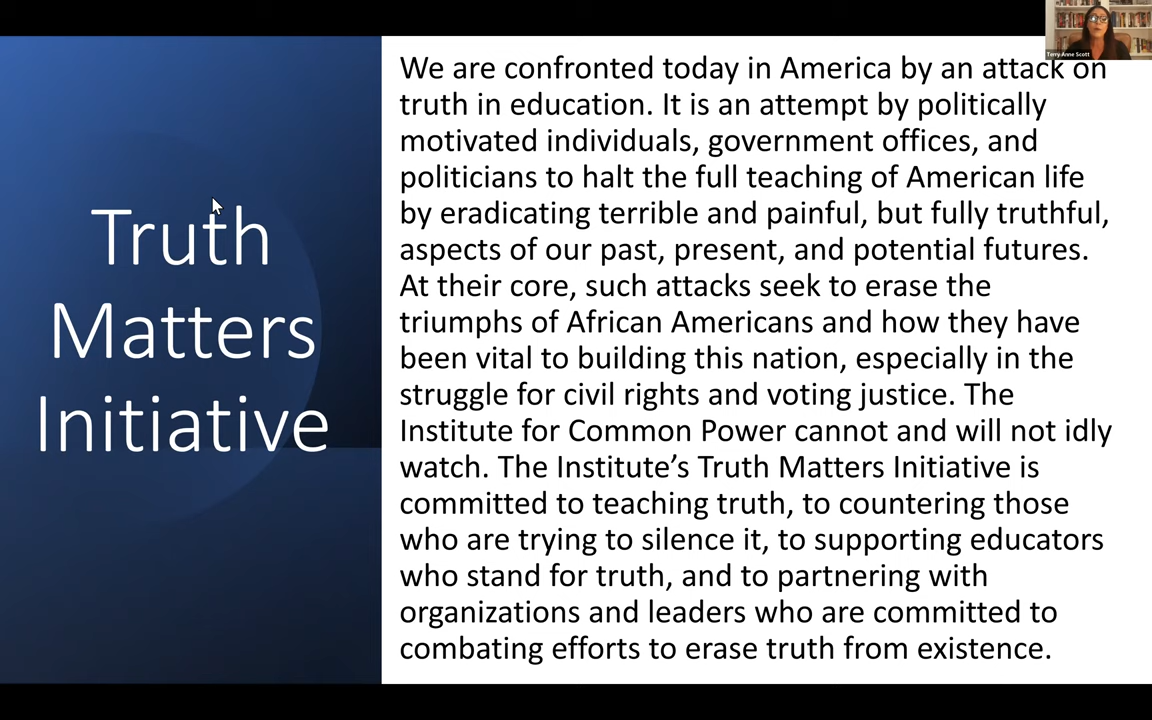 Truth
Matters
Initiative
We are confronted today in America by an attack on
truth in education. It is an attempt by politically
motivated individuals, government offices, and
politicians to halt the full teaching of American life
by eradicating terrible and painful, but fully truthful,
aspects of our past, present, and potential futures.
At their core, such attacks seek to erase the
triumphs of African Americans and how they have
been vital to building this nation, especially in the
struggle for civil rights and voting justice. The
Institute for Common Power cannot and will not idly
watch. The Institute’s Truth Matters Initiative is
committed to teaching truth, to countering those
who are trying to silence it, to supporting educators
who stand for truth, and to partnering with
organizations and leaders who are committed to
combating efforts to erase truth from existence.
Terry Anne Scott